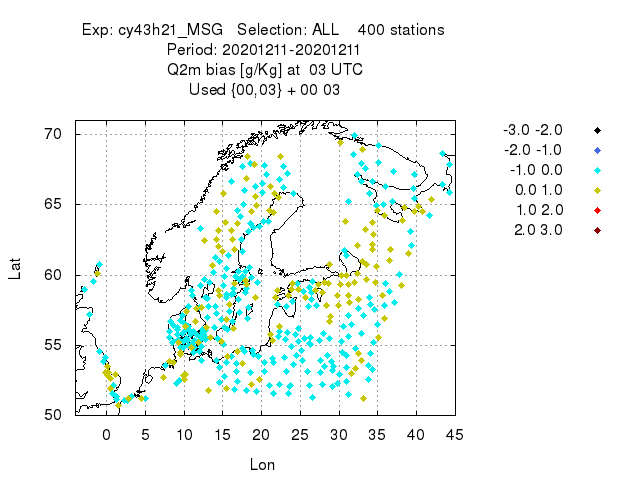 Exp: cy43h21_MSG   Selection: ALL    400 stations
Period: 20201211-20201211
Q2m bias [g/Kg] at  03 UTC
Used {00,03} + 00 03
-3.0 -2.0
-2.0 -1.0
-1.0 0.0
0.0 1.0
1.0 2.0
2.0 3.0
70
65
60
55
50
Lat
0 5 10 15 20 25 30 35 40 45
Lon